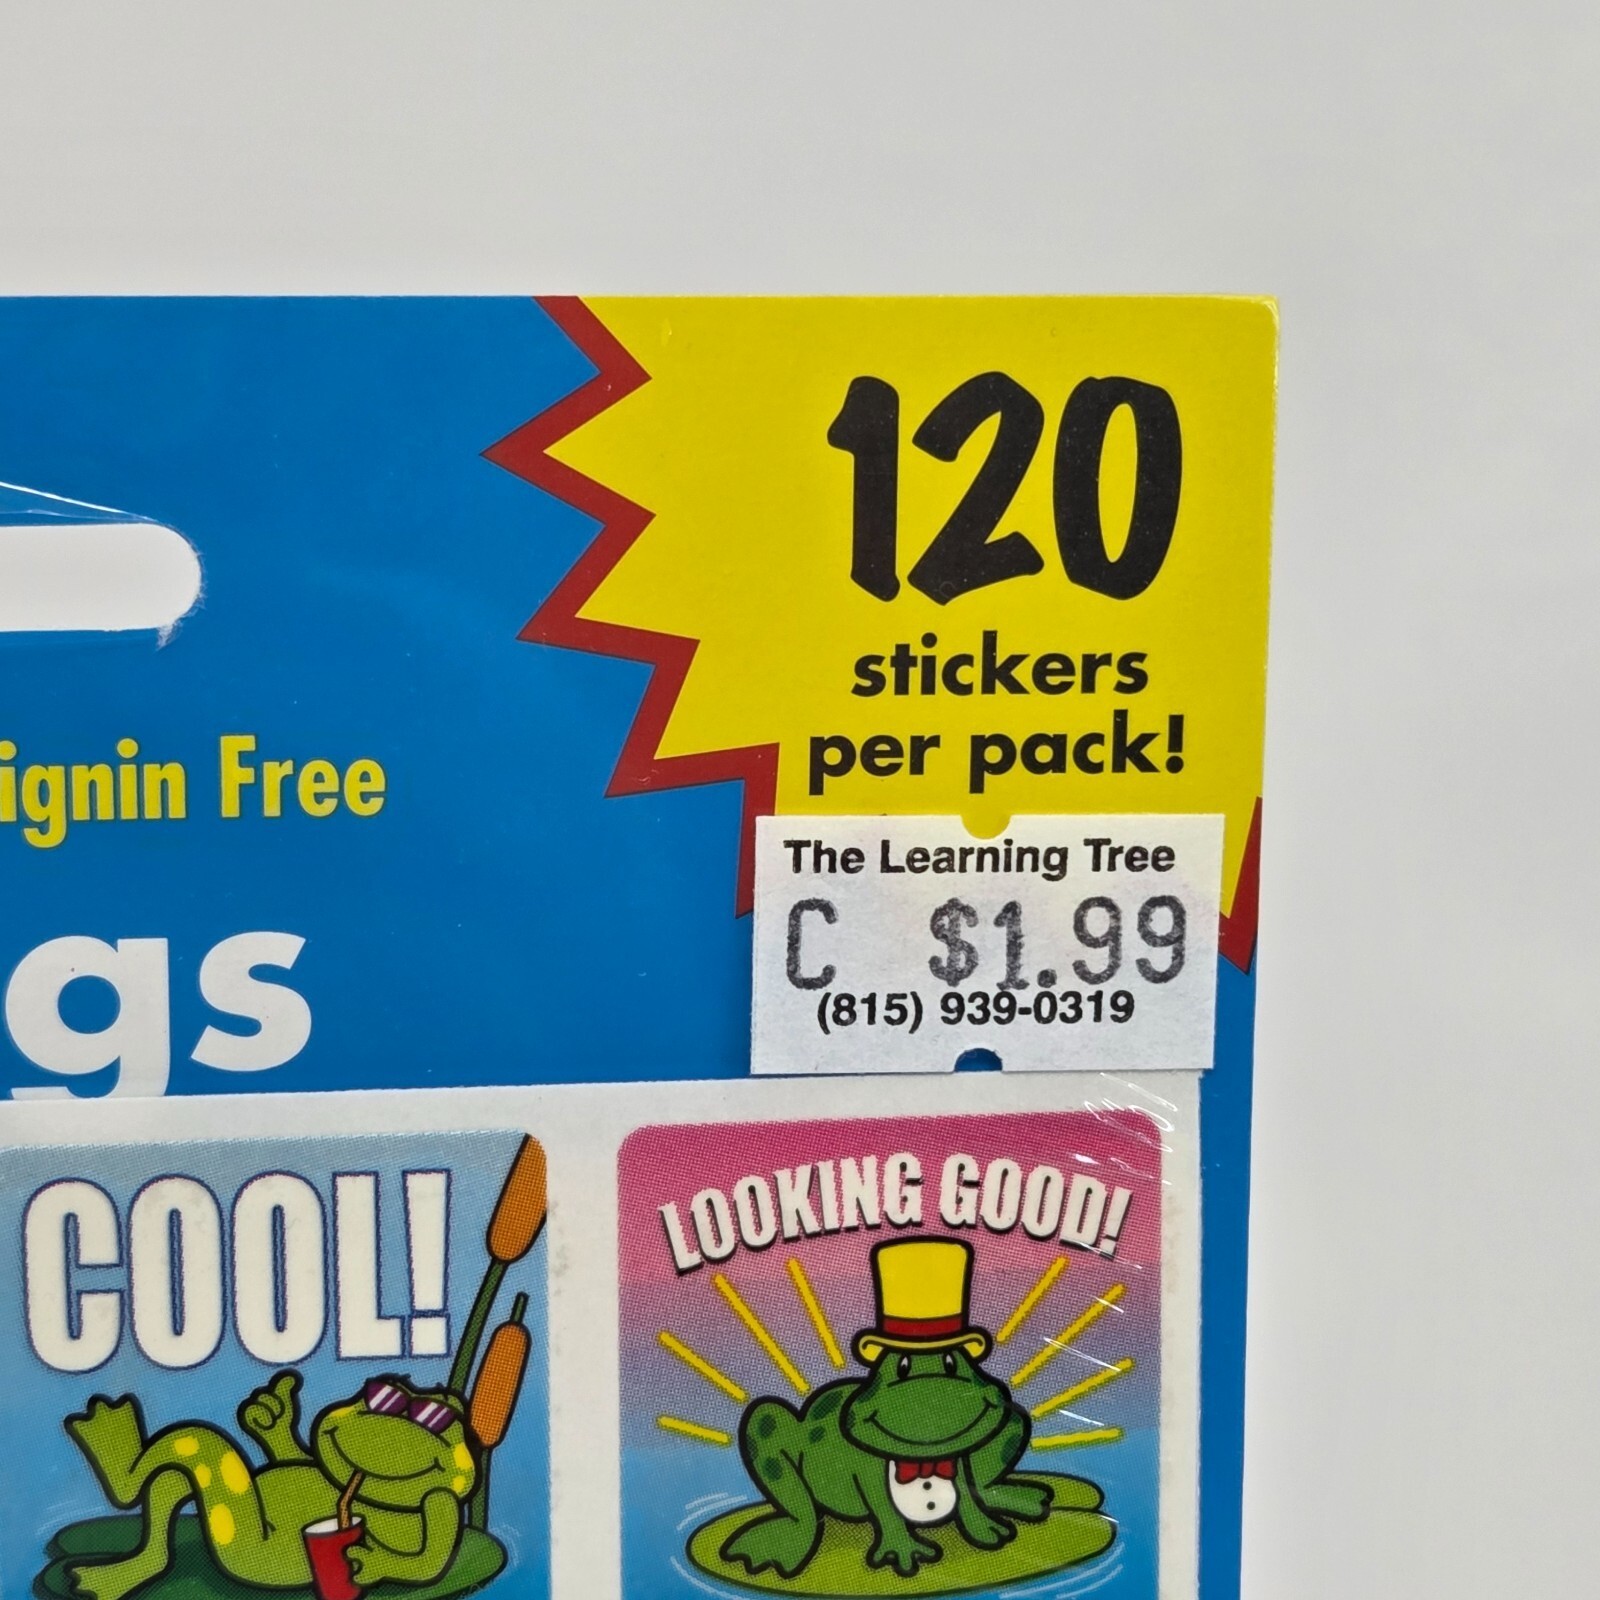 120
stickers
per pack!
ignin Free
The Learning Tree
C $1.99
(815) 939-0319
gs
COOL!
LOOKING GOOD!